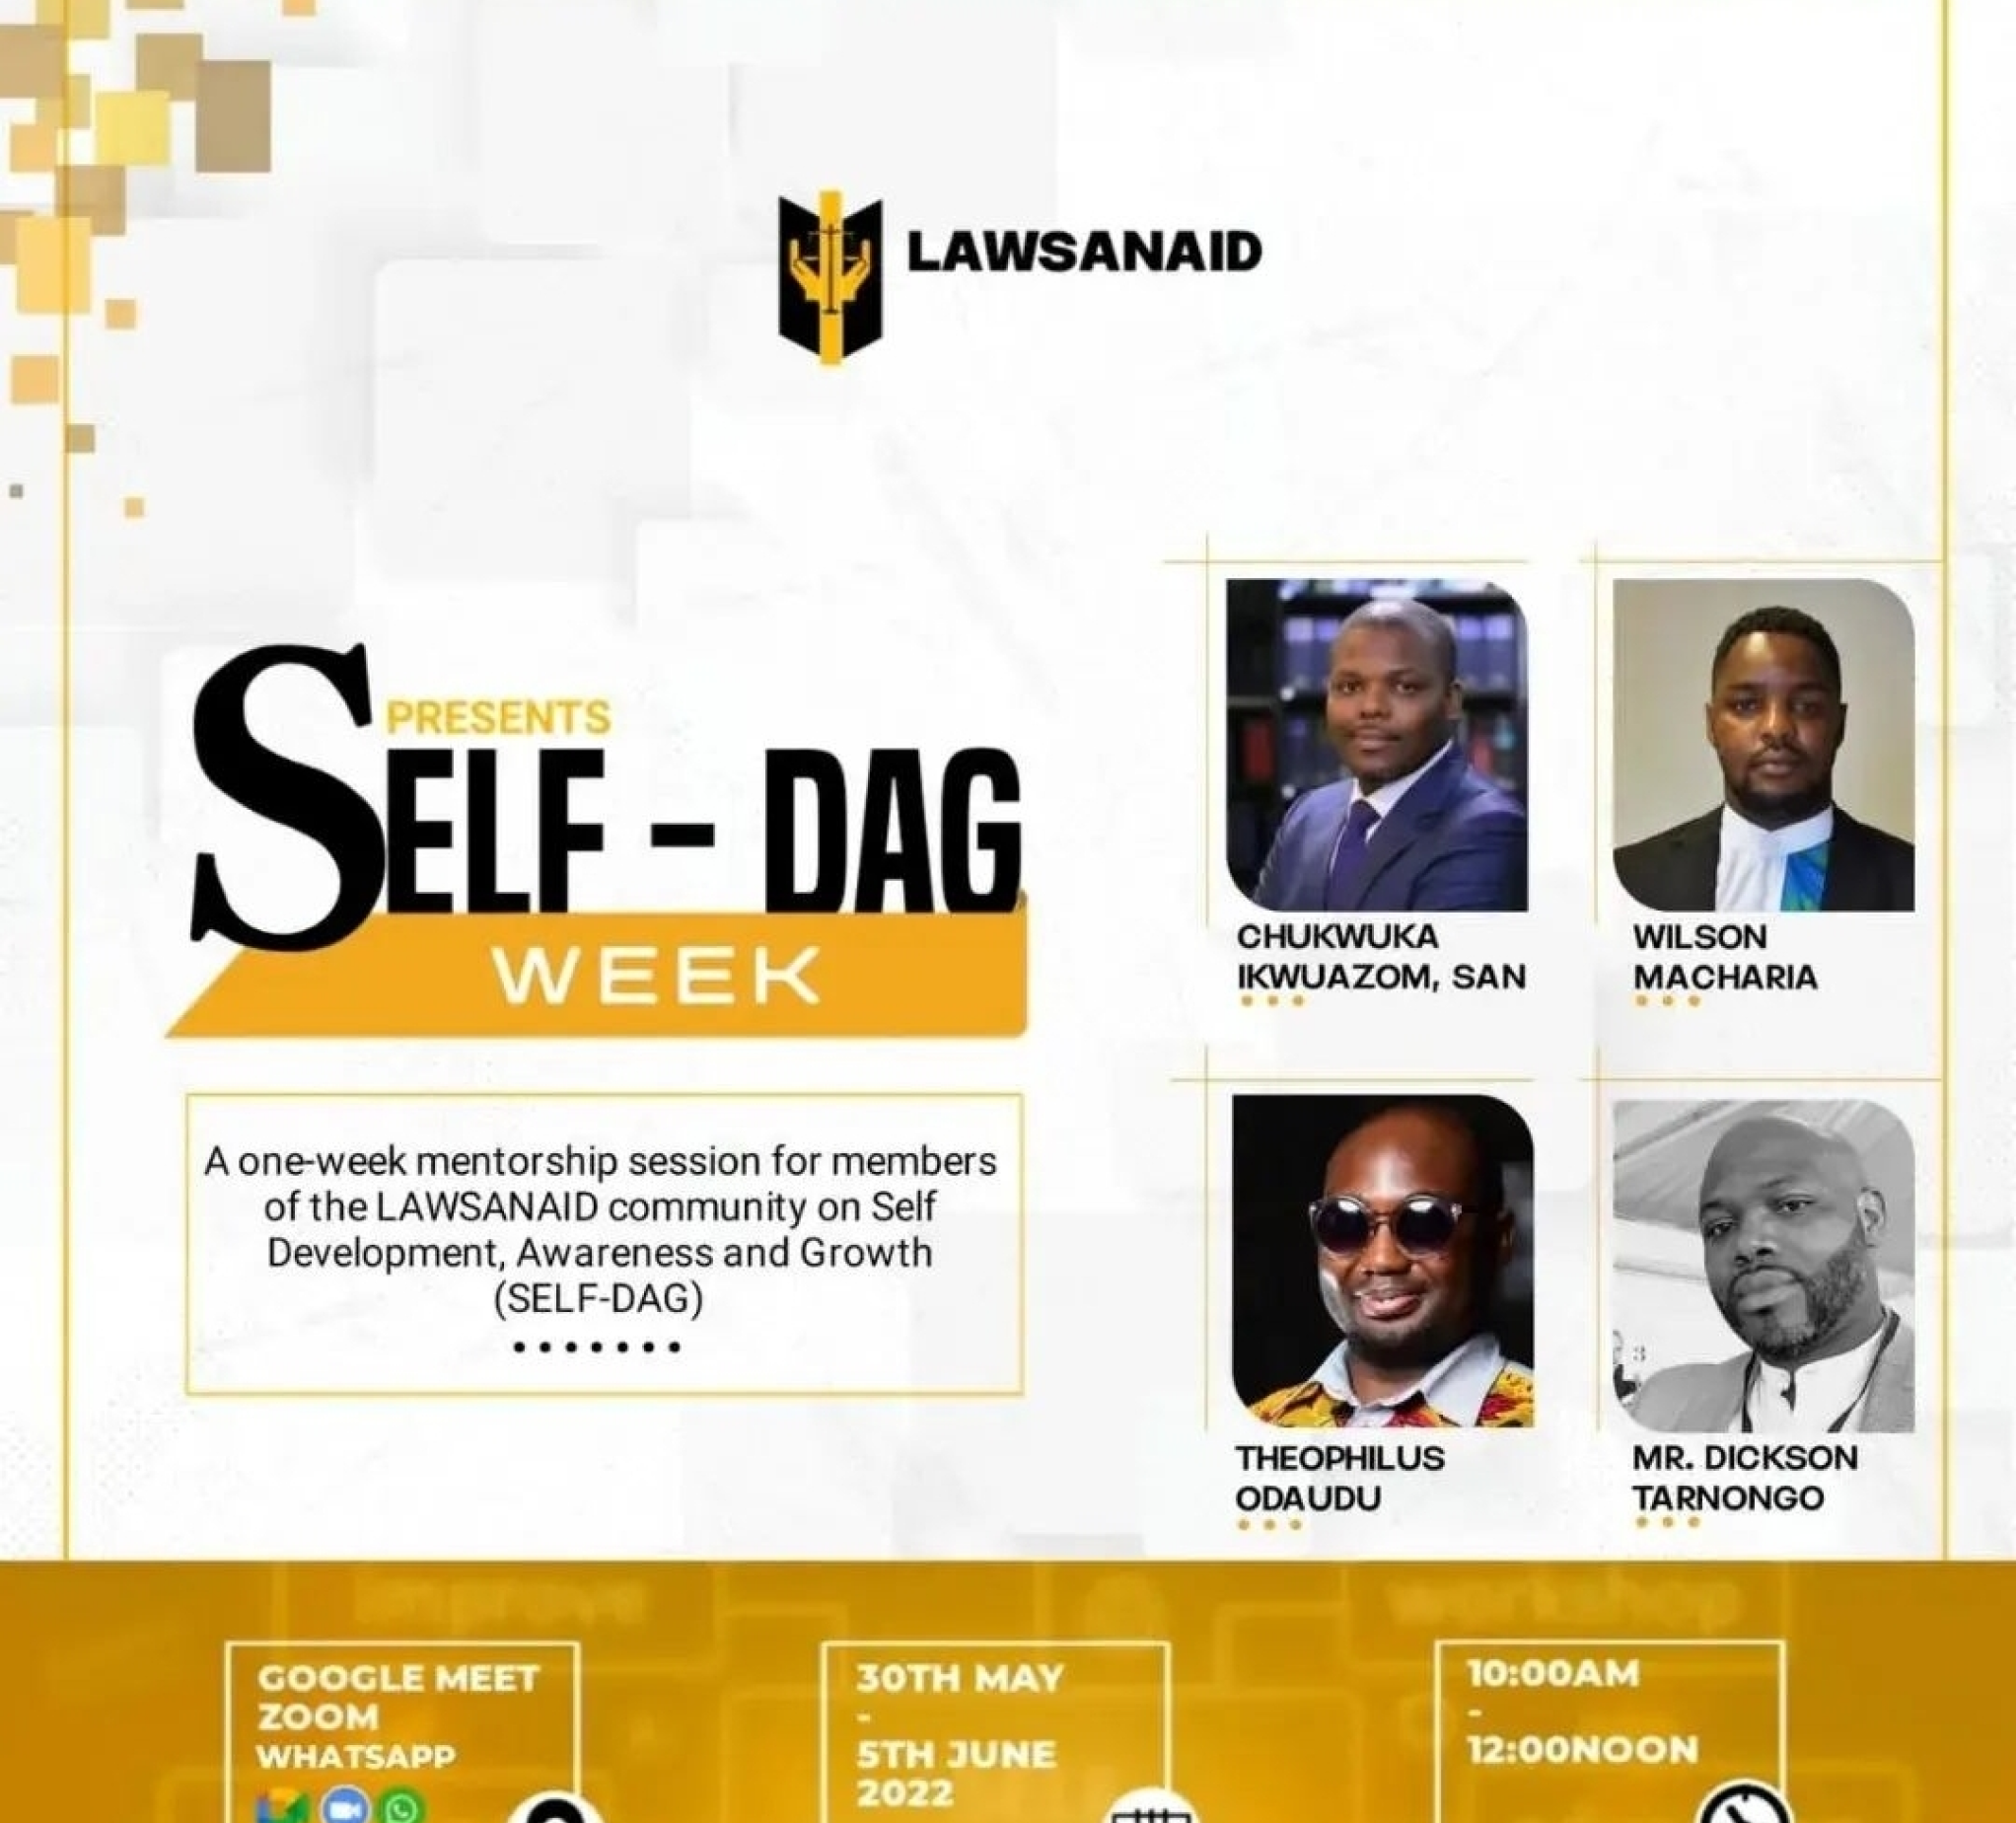 LAWSANAID
PRESENTS
SELF - DAG
WEEK
A one-week mentorship session for members
of the LAWSANAID community on Self
Development, Awareness and Growth
(SELF-DAG)
CHUKWUKA
IKWUAZOM, SAN
WILSON
MACHARIA
THEOPHILUS
ODAUDU
MR. DICKSON
TARNONGO
improve
workshop
GOOGLE MEET
ZOOM
WHATSAPP
30TH MAY
-
5TH JUNE
2022
10:00AM
-
12:00NOON